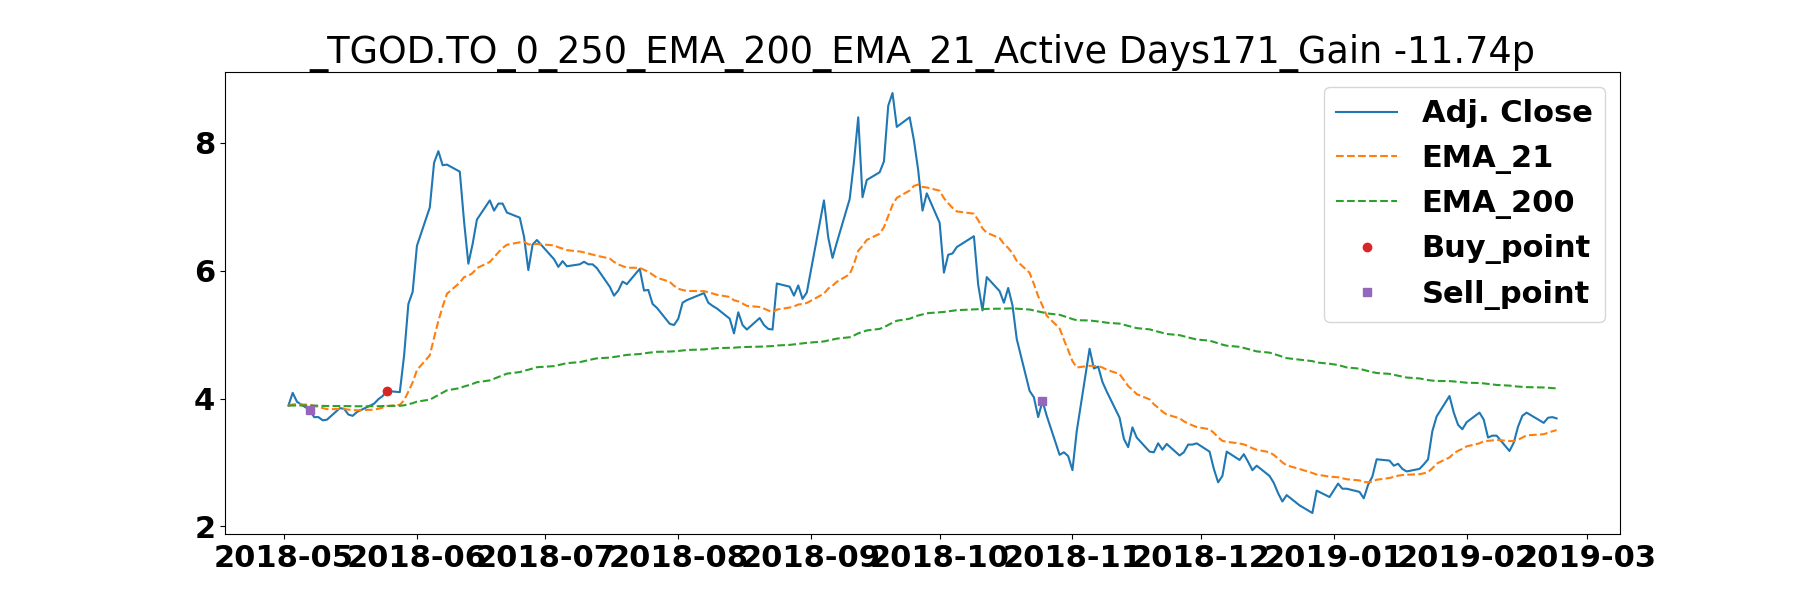 _TGOD.TO_0_250_EMA_200_EMA_21_Active Days171_Gain -11.74p
Adj. Close
EMA_21
EMA_200
Buy_point
Sell_point
8
6
4
2
2018-05 2018-06 2018-07 2018-08 2018-09 2018-10 2018-11 2018-12 2019-01 2019-02 2019-03